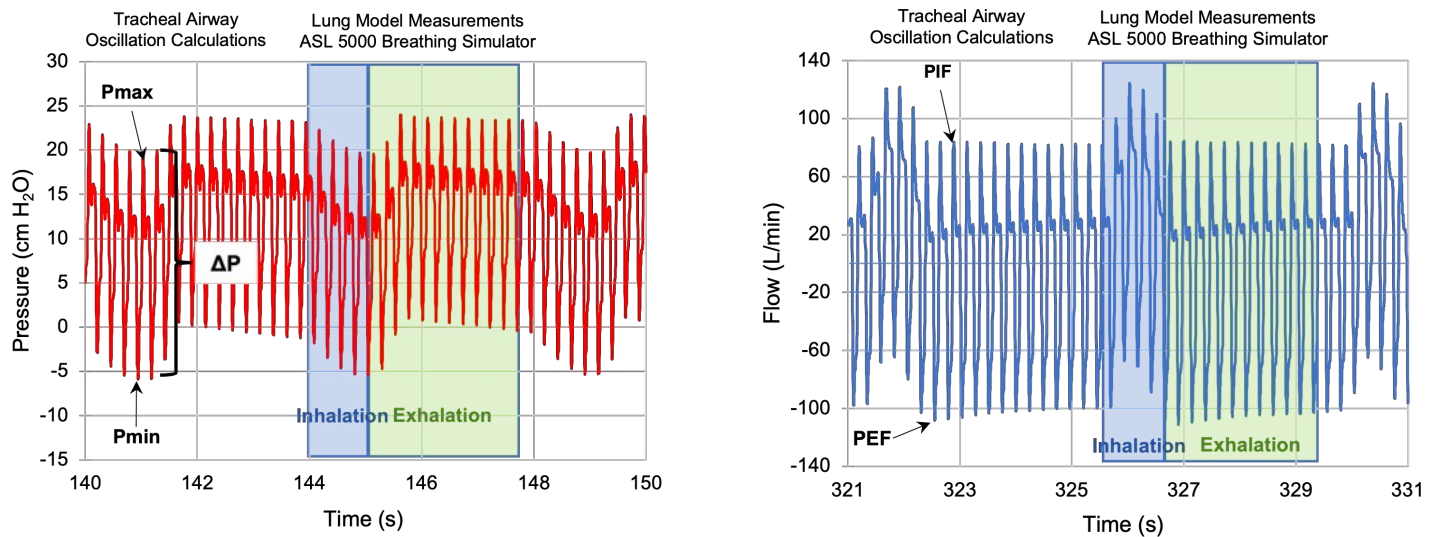 Tracheal Airway
Oscillation Calculations
Lung Model Measurements
ASL 5000 Breathing Simulator
Pressure (cm H₂O)
30
25
20
15
10
5
0
-5
-10
-15
Pmax
ΔP
Pmin
Inhalation
Exhalation
140
142
144
146
148
150
Time (s)
Tracheal Airway
Oscillation Calculations
Lung Model Measurements
ASL 5000 Breathing Simulator
Flow (L/min)
140
100
60
20
-20
-60
-100
-140
PIF
PEF
Inhalation
Exhalation
321
323
325
327
329
331
Time (s)